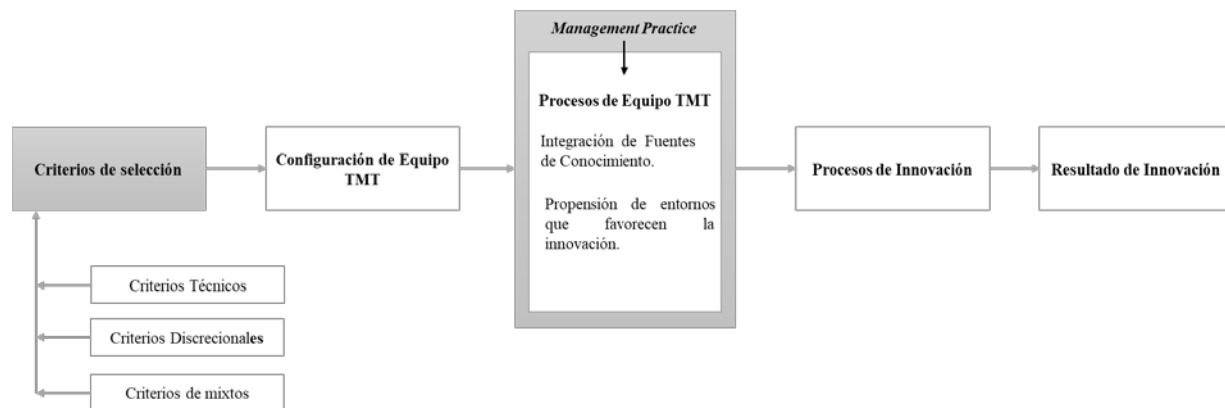 Management Practice
Procesos de Equipo TMT
Integración de Fuentes
de Conocimiento.
Propensión de entornos
que favorecen la
innovación.
Criterios de selección
Configuración de Equipo
TMT
Procesos de Innovación
Resultado de Innovación
Criterios Técnicos
Criterios Discrecionales
Criterios de mixtos